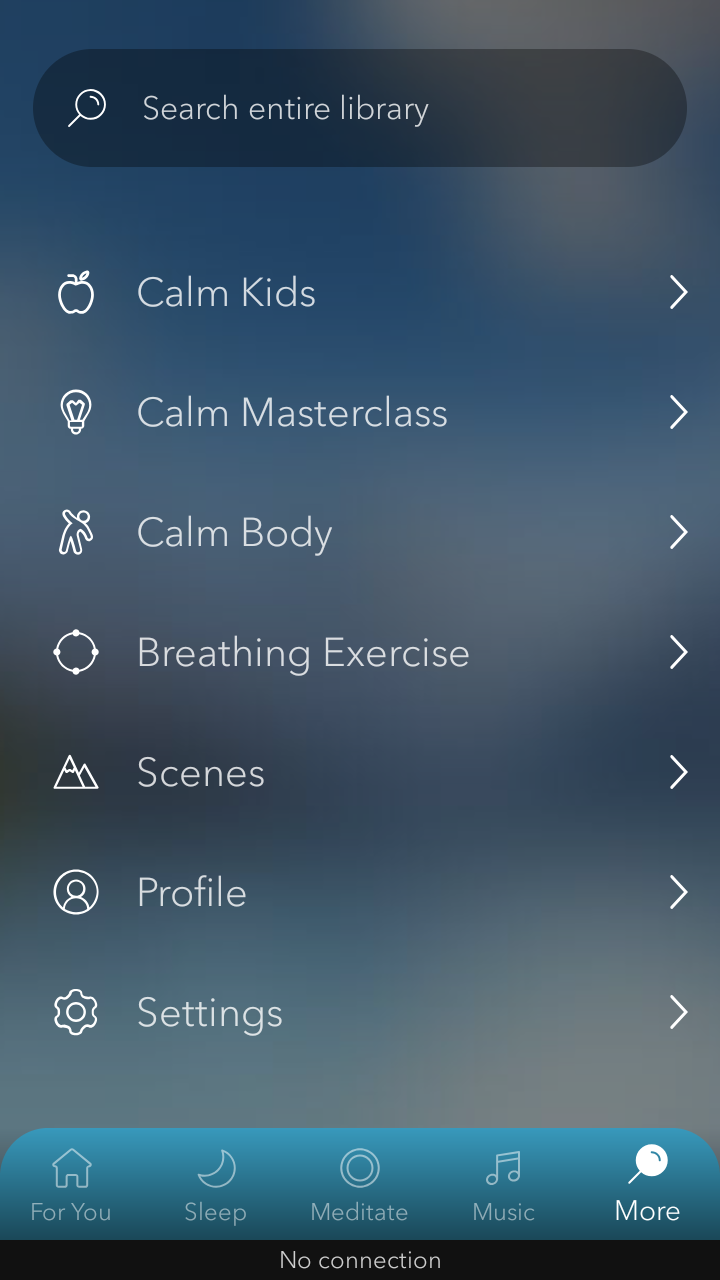 Search entire library
Calm Kids
Calm Masterclass
Calm Body
Breathing Exercise
Scenes
Profile
Settings
For You
Sleep
Meditate
Music
More
No connection